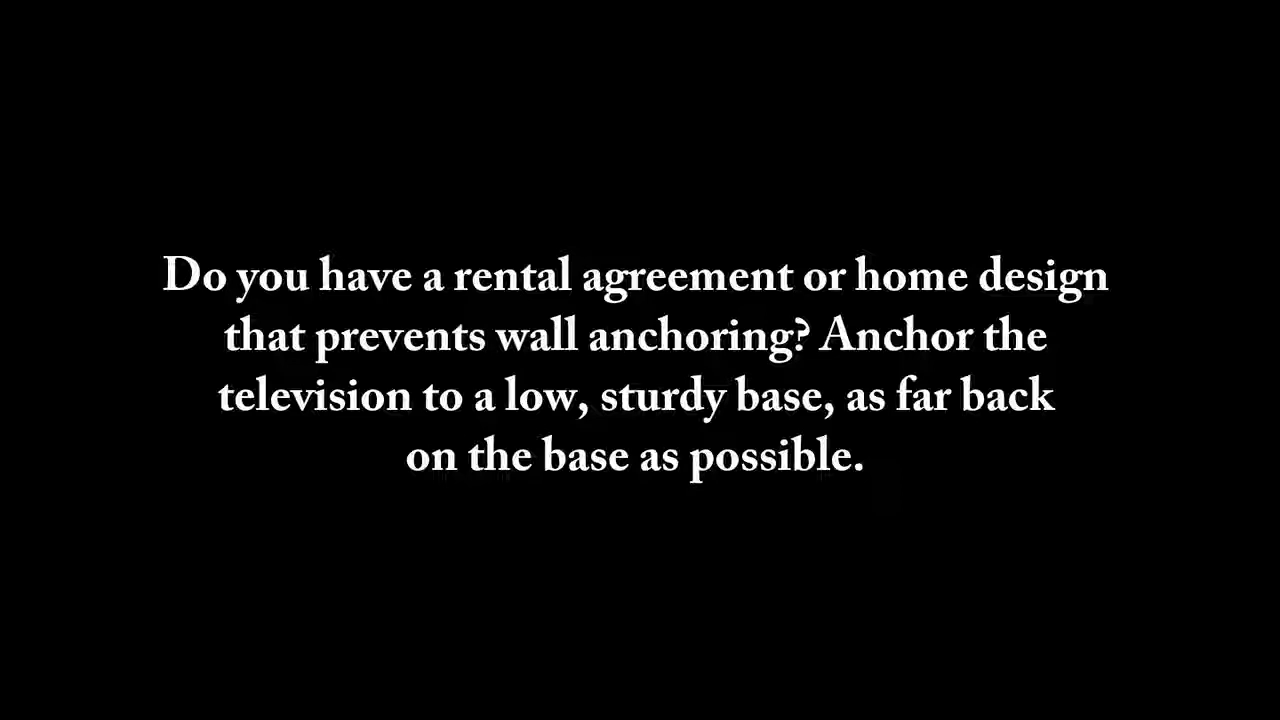 Do you have a rental agreement or home design
that prevents wall anchoring? Anchor the
television to a low, sturdy base, as far back
on the base as possible.